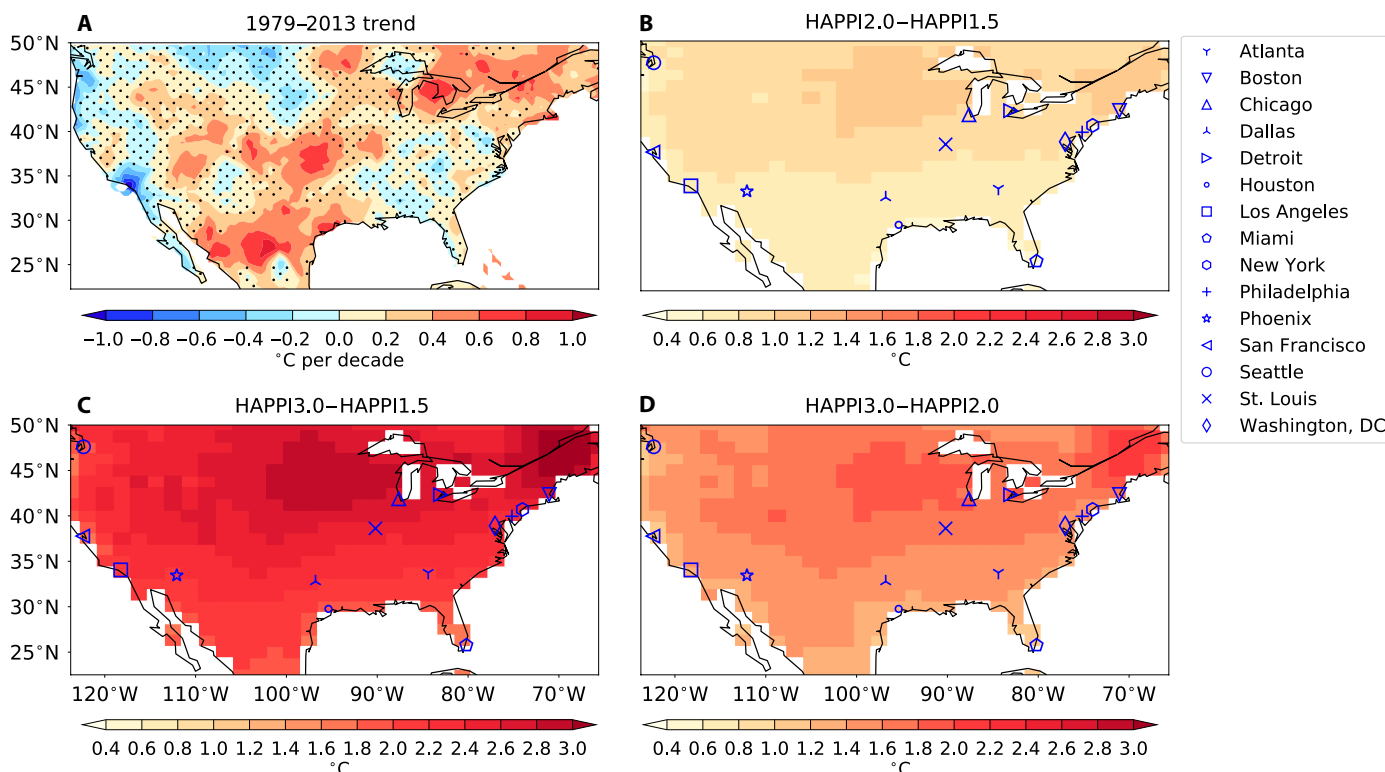 A 1979–2013 trend
50°N
45°N
40°N
35°N
30°N
25°N
−1.0 −0.8 −0.6 −0.4 −0.2 0.0 0.2 0.4 0.6 0.8 1.0
°C per decade
B HAPPI2.0−HAPPI1.5
0.4 0.6 0.8 1.0 1.2 1.4 1.6 1.8 2.0 2.2 2.4 2.6 2.8 3.0
°C
Atlanta
Boston
Chicago
Dallas
Detroit
Houston
Los Angeles
Miami
New York
Philadelphia
Phoenix
San Francisco
Seattle
St. Louis
Washington, DC
C HAPPI3.0−HAPPI1.5
50°N
45°N
40°N
35°N
30°N
25°N
120°W 110°W 100°W 90°W 80°W 70°W
0.4 0.6 0.8 1.0 1.2 1.4 1.6 1.8 2.0 2.2 2.4 2.6 2.8 3.0
°C
D HAPPI3.0−HAPPI2.0
120°W 110°W 100°W 90°W 80°W 70°W
0.4 0.6 0.8 1.0 1.2 1.4 1.6 1.8 2.0 2.2 2.4 2.6 2.8 3.0
°C